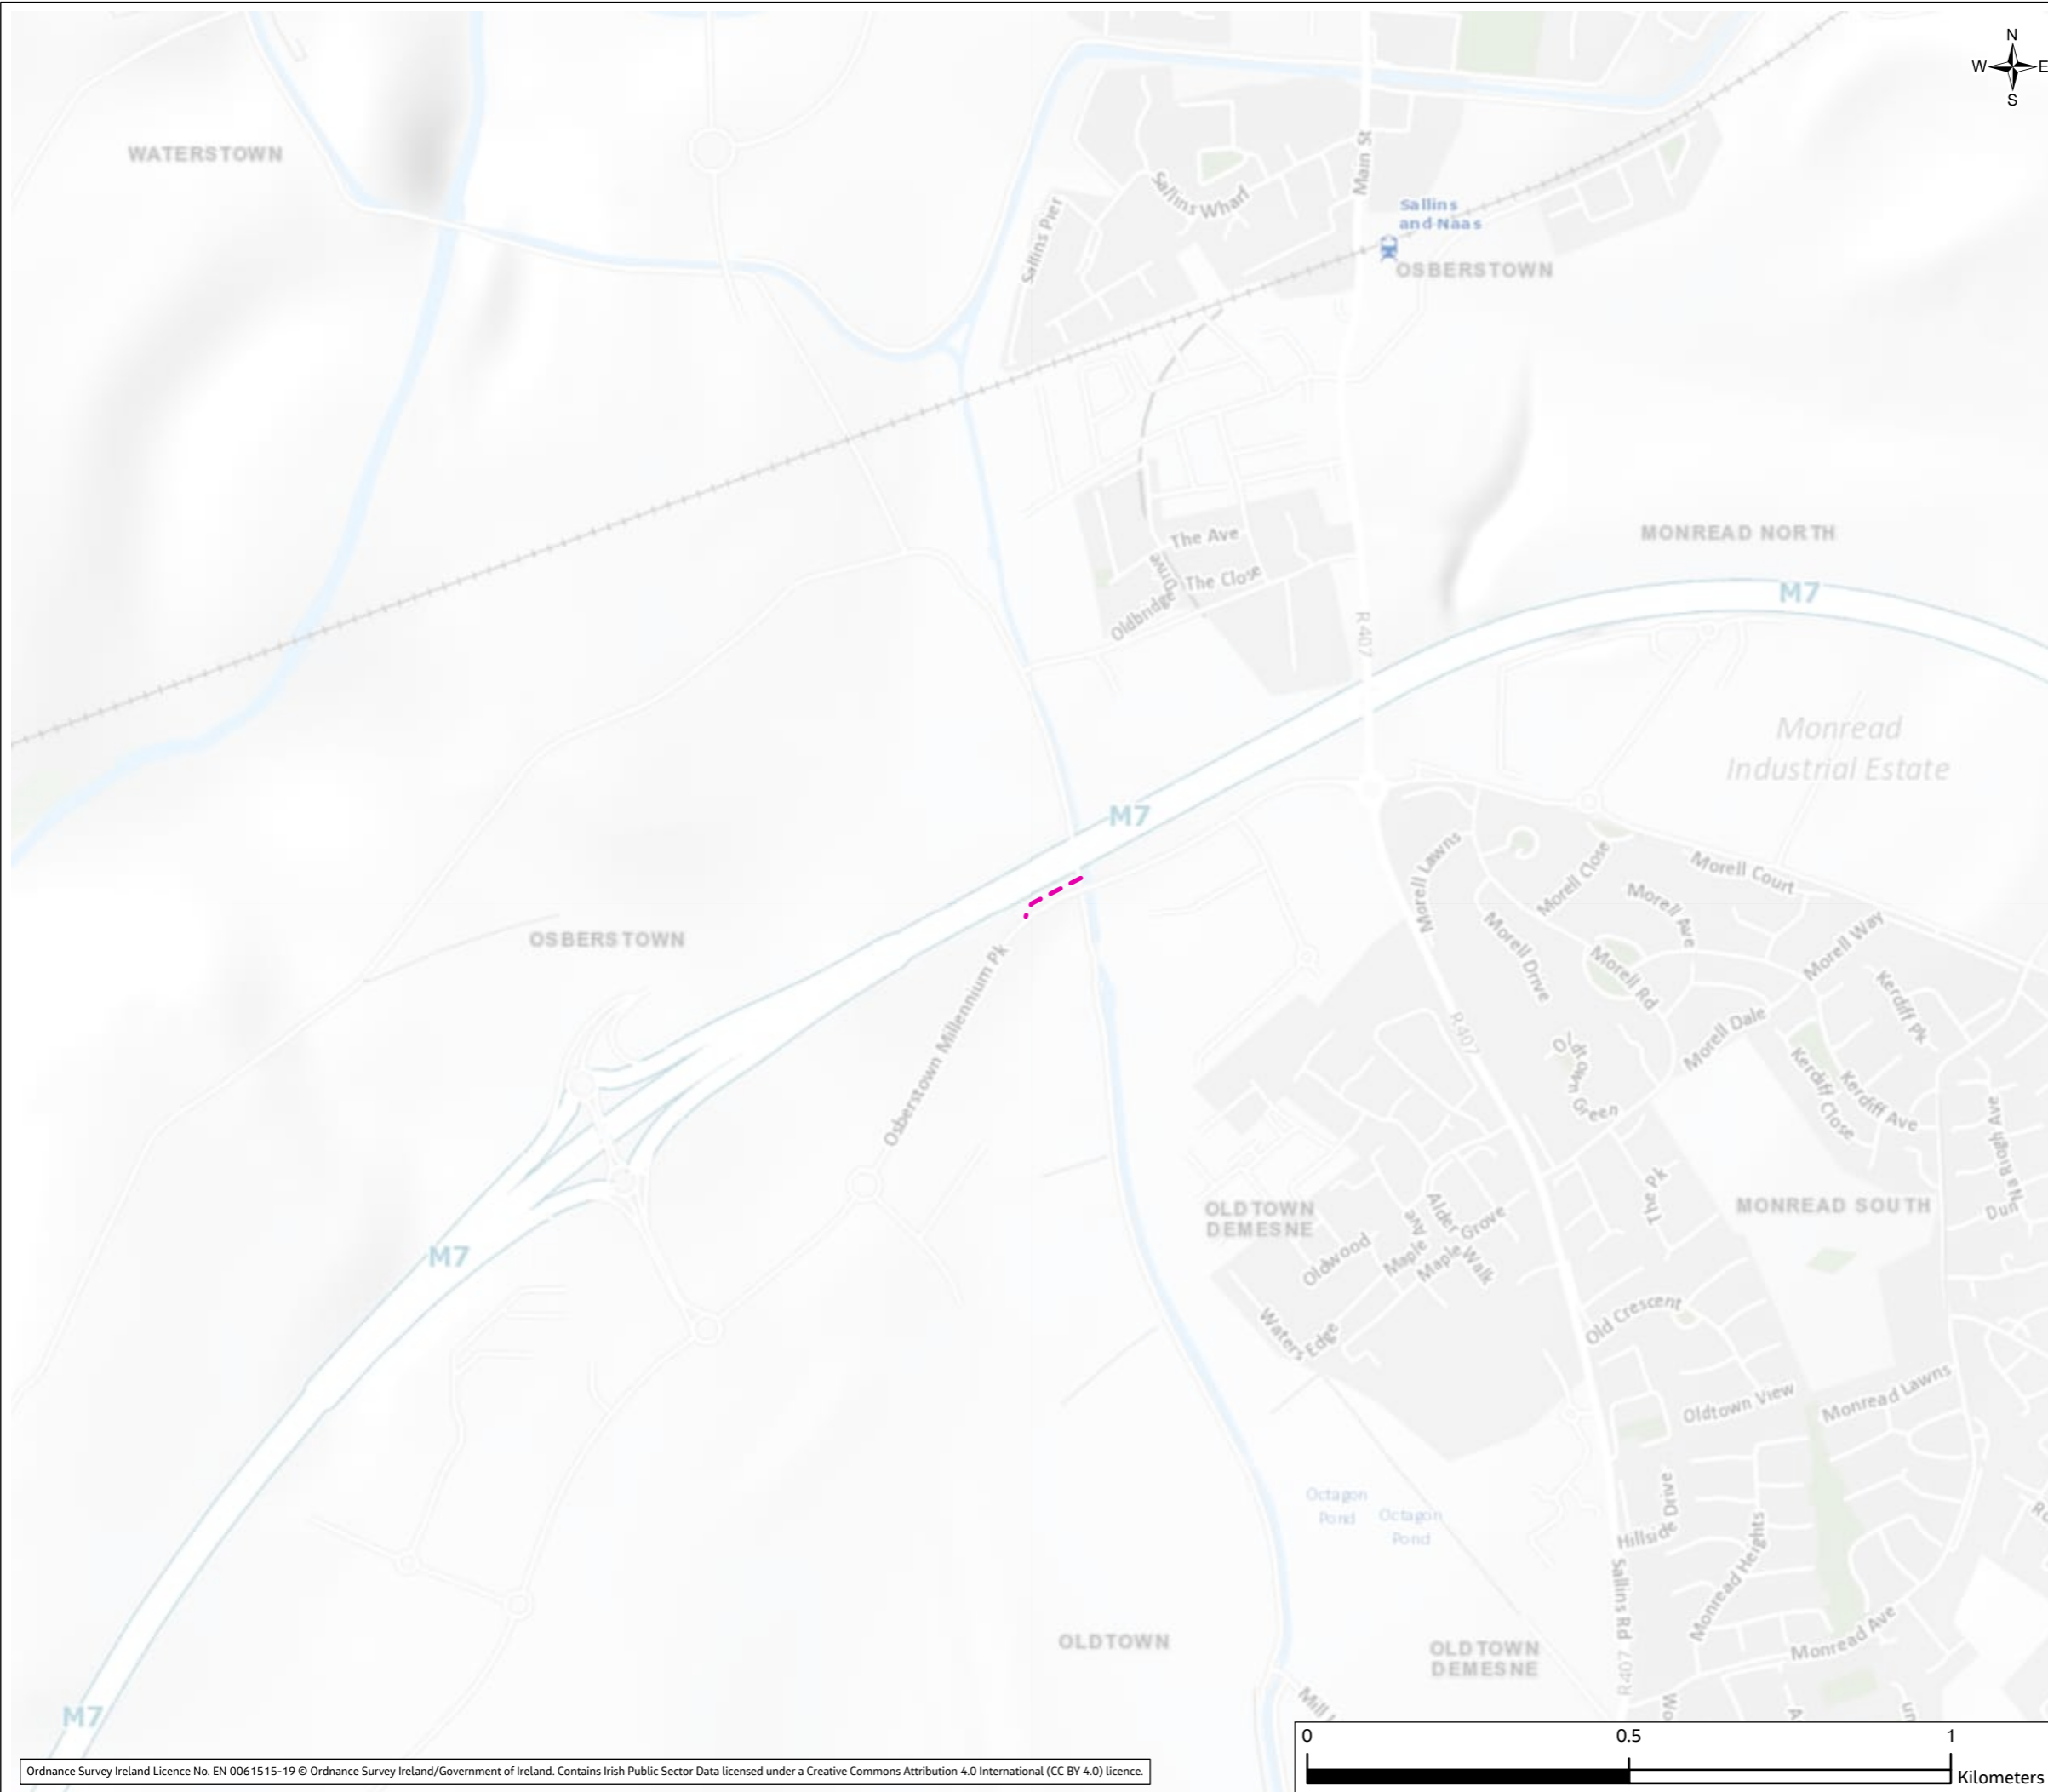 N
W E
S
WATERSTOWN
Main St
Sallins Wharf
Sallins Pier
Sallins
and Naas
OSBERSTOWN
MONREAD NORTH
The Ave
The Close
Oldbridge Drive
M7
R407
Monread
Industrial Estate
M7
Morell Lawns
Morell Close
Morell Court
Morell Ave
Morell Way
Morell Drive
Morell Rd
Kerdiff Pk
OSBERSTOWN
Osberstown Millennium Pk
R407
Morell Dale
Oldtown Green
Kerdiff Close
Kerdiff Ave
Dun Na Riogh Ave
The Pk
OLDTOWN
DEMESNE
MONREAD SOUTH
Alder Walk
Maple Ave
Maple Grove
Oldwood
M7
Waters Edge
Old Crescent
Oldtown View
Monread Lawns
Octagon
Pond
Octagon
Pond
Hillside Drive
Monread Heights
Sallins Rd
R407
Monread Ave
OLDTOWN
OLDTOWN
DEMESNE
Mill
M7
0 0.5 1
Kilometers
Ordnance Survey Ireland Licence No. EN 0061515-19 © Ordnance Survey Ireland/Government of Ireland. Contains Irish Public Sector Data licensed under a Creative Commons Attribution 4.0 International (CC BY 4.0) licence.